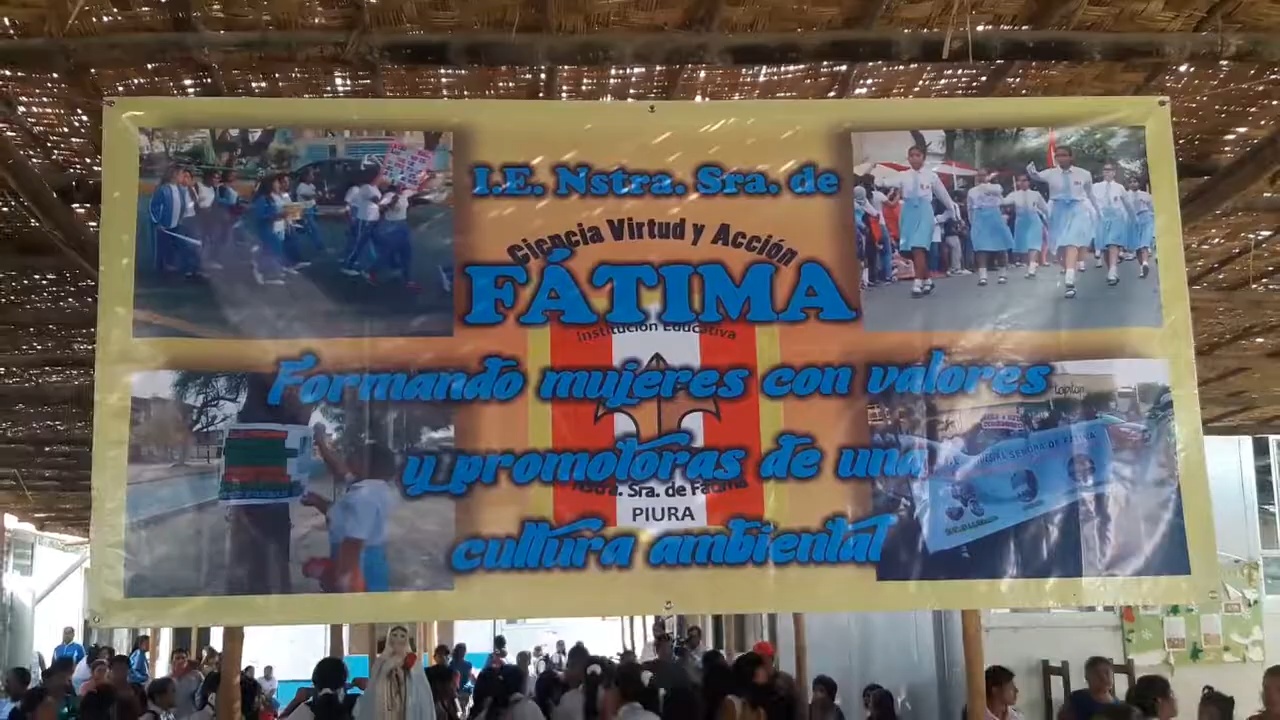 I.E. Nstra. Sra. de
Ciencia Virtud y Acción
FÁTIMA
Institución Educativa
Formando mujeres con valores
y promotoras de una
Nstra. Sra. de Fátima
PIURA
cultura ambiental